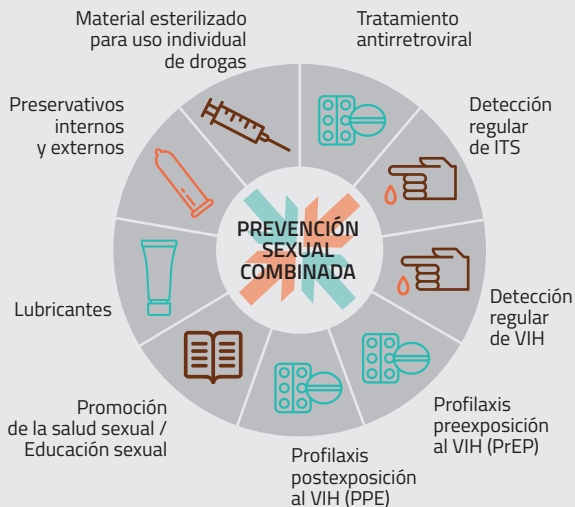 Material esterilizado
para uso individual
de drogas
Tratamiento
antirretroviral
Detección
regular
de ITS
Detección
regular
de VIH
Profilaxis
preexposición
al VIH (PrEP)
Profilaxis
postexposición
al VIH (PPE)
Promoción
de la salud sexual /
Educación sexual
Lubricantes
Preservativos
internos
y externos
PREVENCIÓN
SEXUAL
COMBINADA